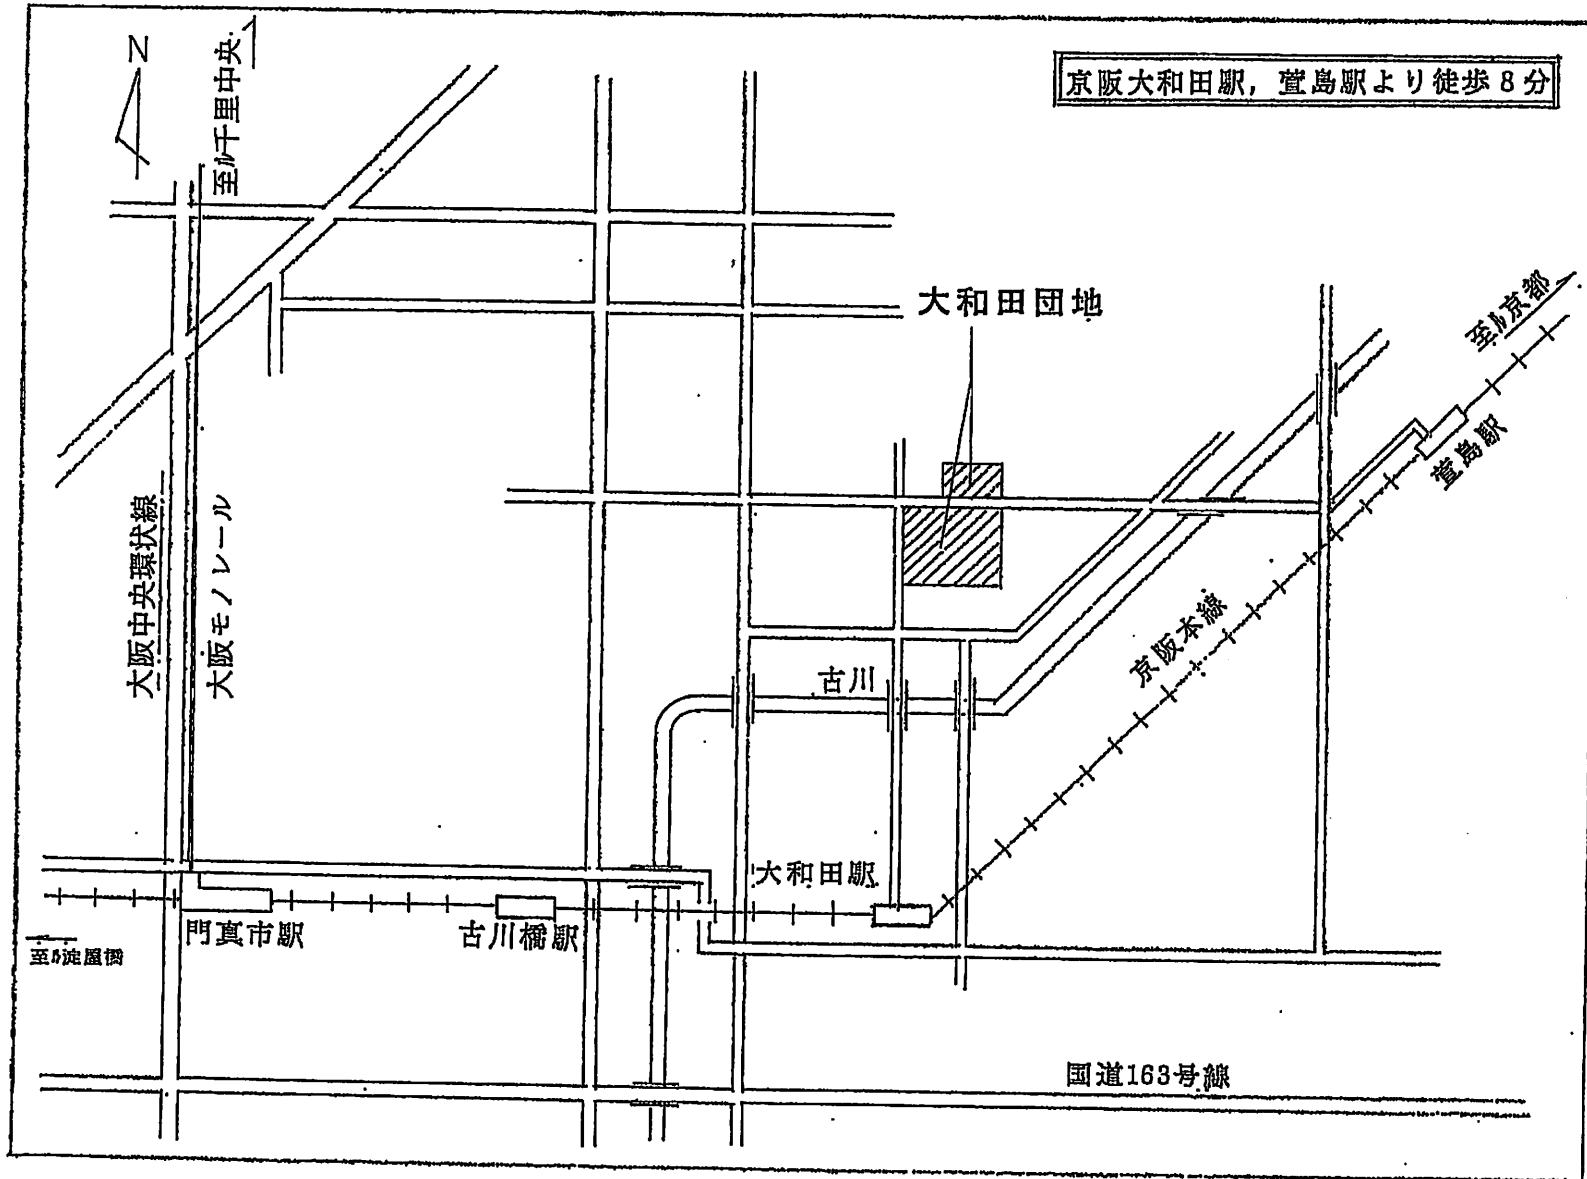 N
至ル千里中央
京阪大和田駅，萱島駅より徒歩8分
大和田団地
至ル京都
萱島駅
大阪中央環状線
大阪モノレール
京阪本線
古川
大和田駅
門真市駅
古川橋駅
至ル淀屋橋
国道163号線